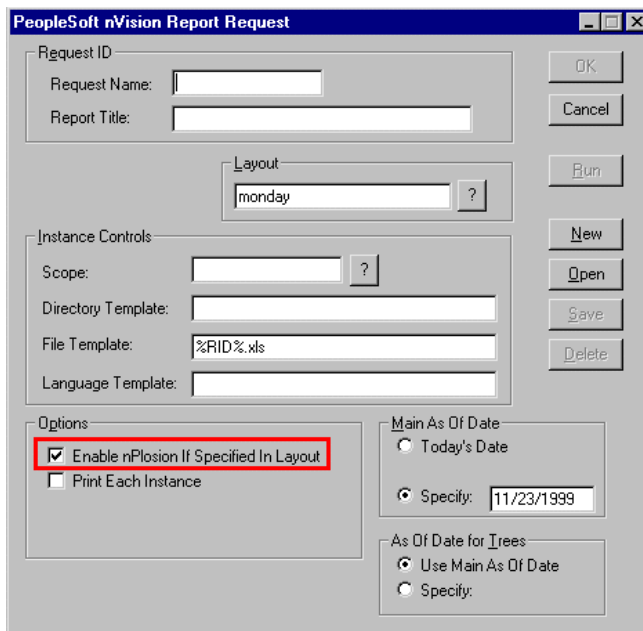 PeopleSoft nVision Report Request
Request ID
Request Name:
Report Title:
OK
Cancel
Layout
monday
?
Run
Instance Controls
Scope:
?
Directory Template:
File Template:
%RID%.xls
Language Template:
New
Open
Save
Delete
Options
Enable nPlosion If Specified In Layout
Print Each Instance
Main As Of Date
Today's Date
Specify:
11/23/1999
As Of Date for Trees
Use Main As Of Date
Specify: